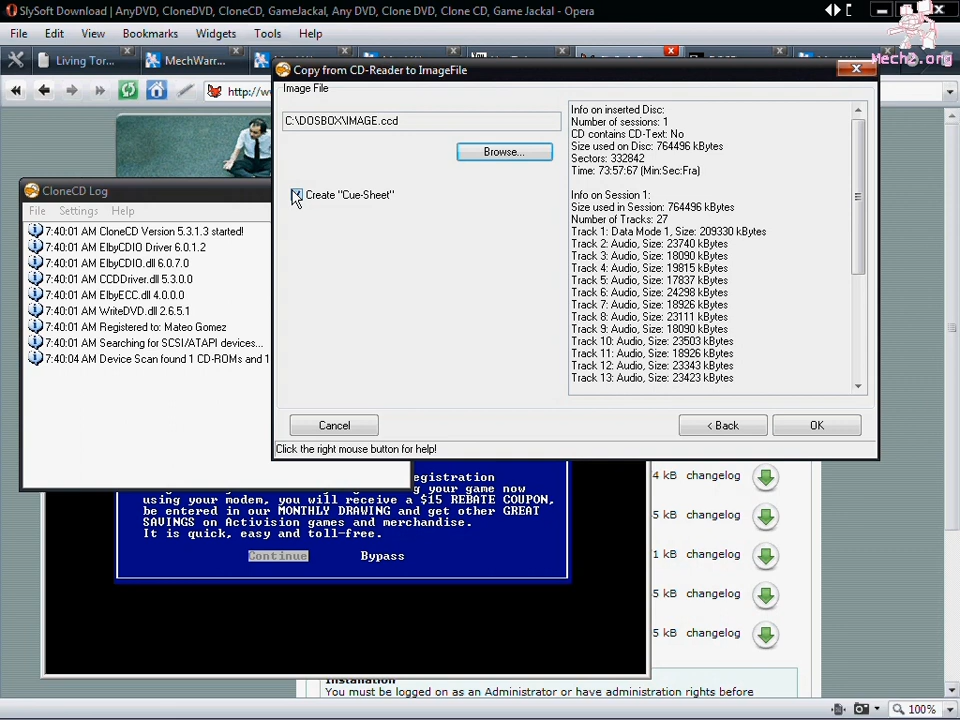 SlySoft Download | AnyDVD, CloneDVD, CloneCD, GameJackal, Any DVD, Clone DVD, Clone CD, Game Jackal - Opera
File Edit View Bookmarks Widgets Tools Help
Mech2.org
Living Tor...
MechWarr...
http://w
Copy from CD-Reader to ImageFile
Image File
C:\DOSBOX\IMAGE.ccd
Browse...
Create "Cue-Sheet"
Info on inserted Disc:
Number of sessions: 1
CD contains CD-Text: No
Size used on Disc: 764496 kBytes
Sectors: 332842
Time: 73:57:67 (Min:Sec:Fra)
Info on Session 1:
Size used in Session: 764496 kBytes
Number of Tracks: 27
Track 1: Data Mode 1, Size: 209330 kBytes
Track 2: Audio, Size: 23740 kBytes
Track 3: Audio, Size: 18090 kBytes
Track 4: Audio, Size: 19815 kBytes
Track 5: Audio, Size: 17837 kBytes
Track 6: Audio, Size: 24298 kBytes
Track 7: Audio, Size: 18926 kBytes
Track 8: Audio, Size: 23111 kBytes
Track 9: Audio, Size: 18090 kBytes
Track 10: Audio, Size: 23503 kBytes
Track 11: Audio, Size: 18926 kBytes
Track 12: Audio, Size: 23343 kBytes
Track 13: Audio, Size: 23423 kBytes
Cancel
< Back
OK
Click the right mouse button for help!
CloneCD Log
File Settings Help
7:40:01 AM CloneCD Version 5.3.1.3 started!
7:40:01 AM ElbyCDIO Driver 6.0.1.2
7:40:01 AM ElbyCDIO.dll 6.0.7.0
7:40:01 AM CCDDriver.dll 5.3.0.0
7:40:01 AM ElbyECC.dll 4.0.0.0
7:40:01 AM WriteDVD.dll 2.6.5.1
7:40:01 AM Registered to: Mateo Gomez
7:40:01 AM Searching for SCSI/ATAPI devices...
7:40:04 AM Device Scan found 1 CD-ROMs and 1
egistration
g your game now
using your modem, you will receive a $15 REBATE COUPON,
be entered in our MONTHLY DRAWING and get other GREAT
SAVINGS on Activision games and merchandise.
It is quick, easy and toll-free.
Continue Bypass
4 kB changelog
5 kB changelog
1 kB changelog
5 kB changelog
5 kB changelog
Installation
You must be logged on as an Administrator or have administration rights before
100%